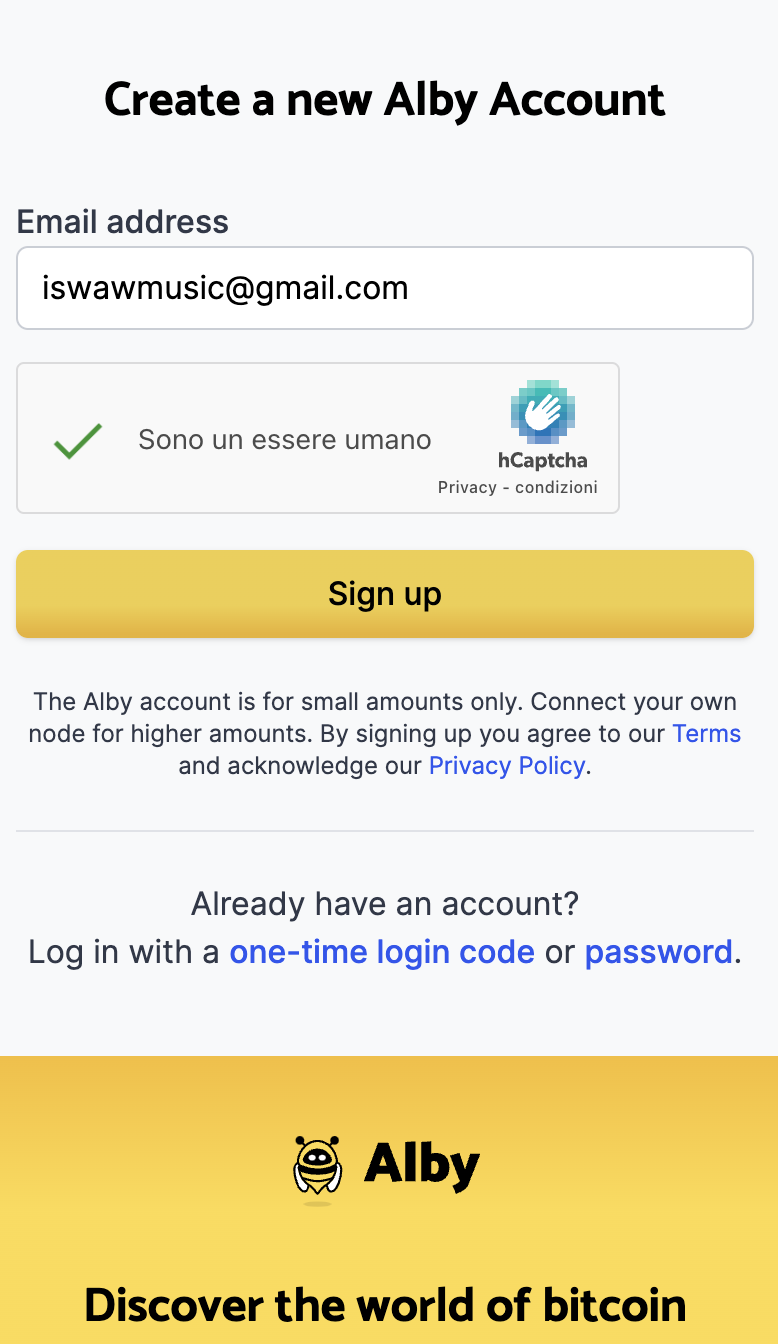 Create a new Alby Account
Email address
iswawmusic@gmail.com
Sono un essere umano
hCaptcha
Privacy - condizioni
Sign up
The Alby account is for small amounts only. Connect your own
node for higher amounts. By signing up you agree to our Terms
and acknowledge our Privacy Policy.
Already have an account?
Log in with a one-time login code or password.
Alby
Discover the world of bitcoin